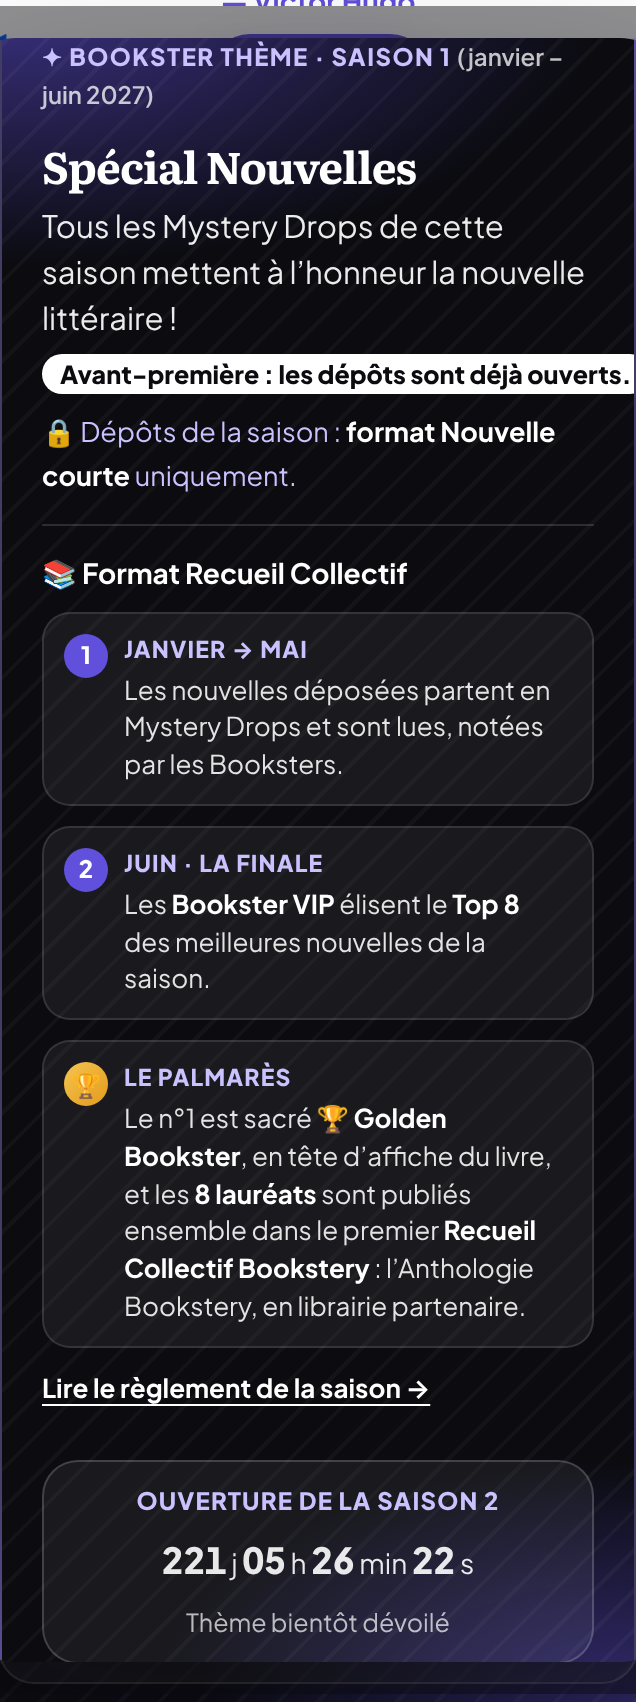 — Victor Hugo
✦ BOOKSTER THÈME · SAISON 1 (janvier –
juin 2027)
Spécial Nouvelles
Tous les Mystery Drops de cette
saison mettent à l’honneur la nouvelle
littéraire !
Avant-première : les dépôts sont déjà ouverts.
🔒 Dépôts de la saison : format Nouvelle
courte uniquement.
📚 Format Recueil Collectif
1
JANVIER → MAI
Les nouvelles déposées partent en
Mystery Drops et sont lues, notées
par les Booksters.
2
JUIN · LA FINALE
Les Bookster VIP élisent le Top 8
des meilleures nouvelles de la
saison.
🏆
LE PALMARÈS
Le n°1 est sacré 🏆 Golden
Bookster, en tête d’affiche du livre,
et les 8 lauréats sont publiés
ensemble dans le premier Recueil
Collectif Bookstery : l’Anthologie
Bookstery, en librairie partenaire.
Lire le règlement de la saison →
OUVERTURE DE LA SAISON 2
221 j 05 h 26 min 22 s
Thème bientôt dévoilé